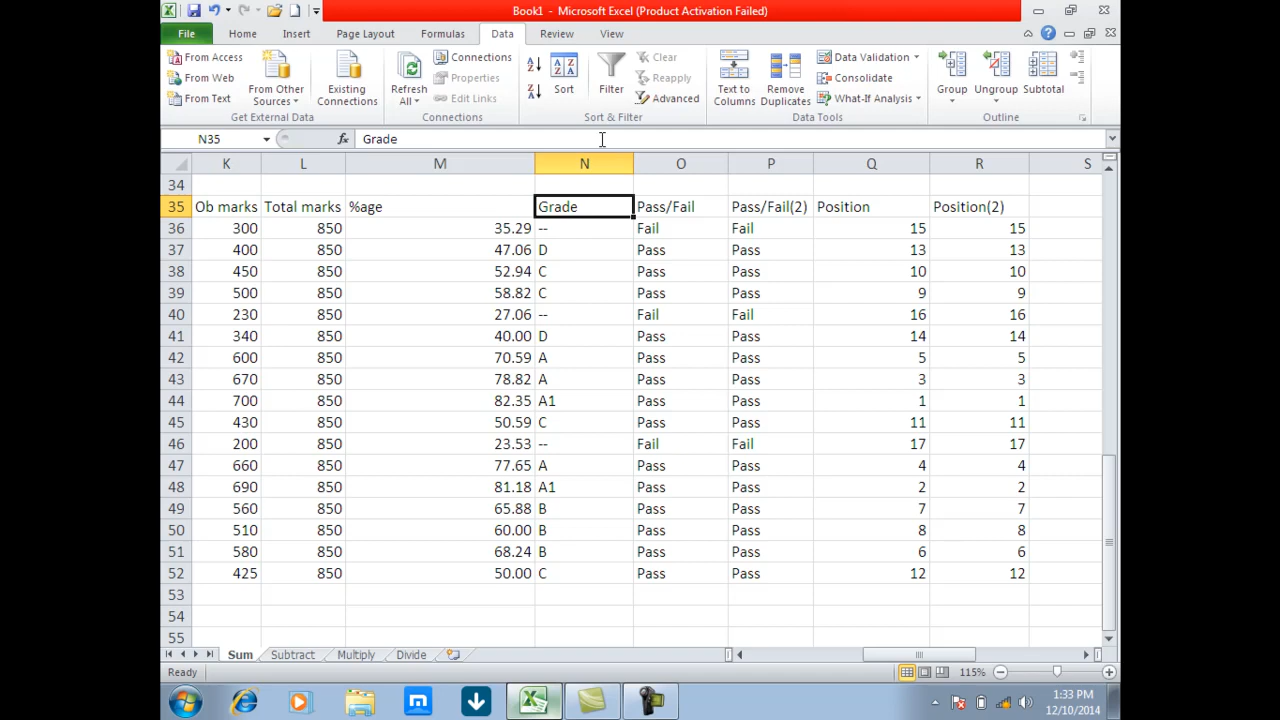 Book1 - Microsoft Excel (Product Activation Failed)
File Home Insert Page Layout Formulas Data Review View
From Access
From Web
From Text
From Other Sources
Existing Connections
Get External Data
Refresh All
Connections
Properties
Edit Links
Connections
Sort
Filter
Clear
Reapply
Advanced
Sort & Filter
Text to Columns
Remove Duplicates
Data Validation
Consolidate
What-If Analysis
Data Tools
Group
Ungroup
Subtotal
Outline
N35 fx Grade
K L M N O P Q R S
34
35 Ob marks Total marks %age Grade Pass/Fail Pass/Fail(2) Position Position(2)
36 300 850 35.29 -- Fail Fail 15 15
37 400 850 47.06 D Pass Pass 13 13
38 450 850 52.94 C Pass Pass 10 10
39 500 850 58.82 C Pass Pass 9 9
40 230 850 27.06 -- Fail Fail 16 16
41 340 850 40.00 D Pass Pass 14 14
42 600 850 70.59 A Pass Pass 5 5
43 670 850 78.82 A Pass Pass 3 3
44 700 850 82.35 A1 Pass Pass 1 1
45 430 850 50.59 C Pass Pass 11 11
46 200 850 23.53 -- Fail Fail 17 17
47 660 850 77.65 A Pass Pass 4 4
48 690 850 81.18 A1 Pass Pass 2 2
49 560 850 65.88 B Pass Pass 7 7
50 510 850 60.00 B Pass Pass 8 8
51 580 850 68.24 B Pass Pass 6 6
52 425 850 50.00 C Pass Pass 12 12
53
54
55
Sum Subtract Multiply Divide
Ready 115%
1:33 PM
12/10/2014